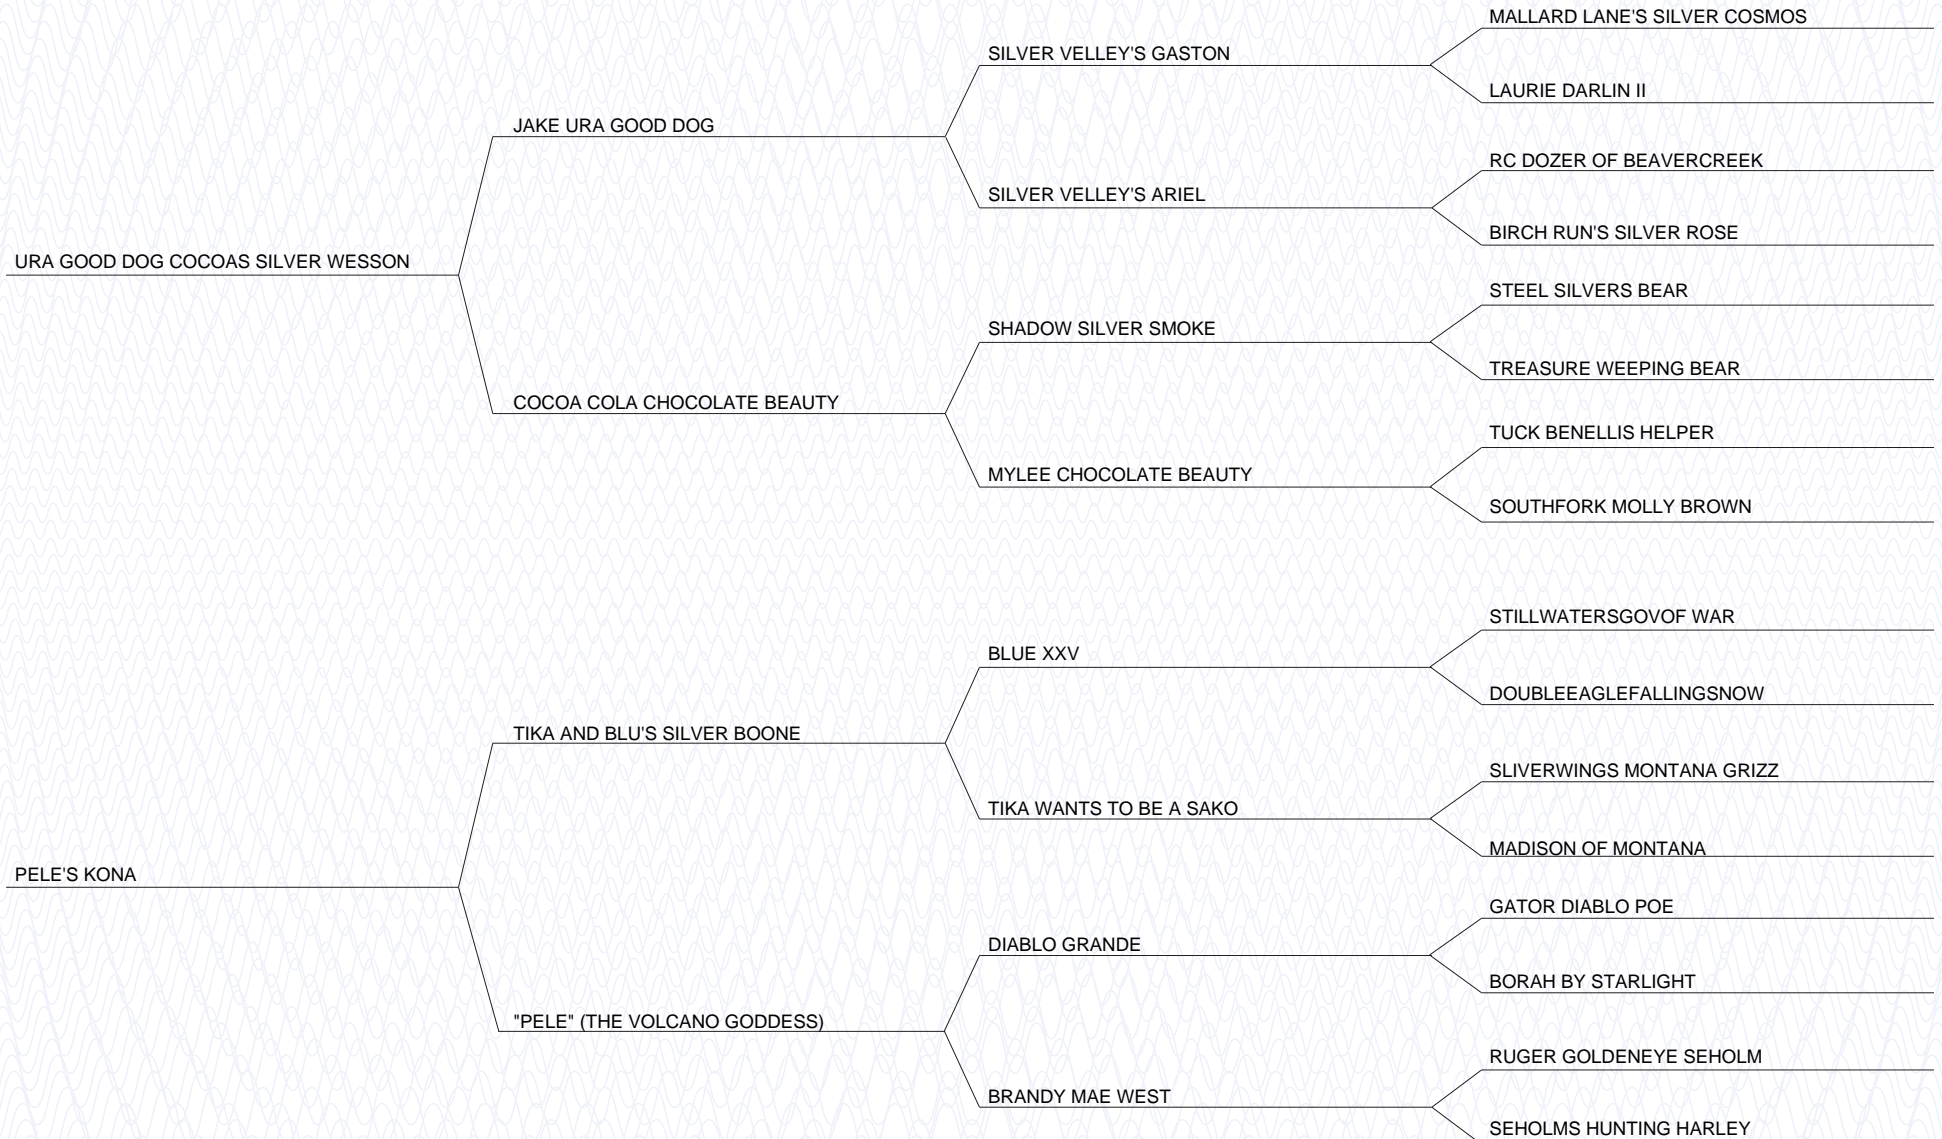 MALLARD LANE'S SILVER COSMOS
SILVER VELLEY'S GASTON
LAURIE DARLIN II
JAKE URA GOOD DOG
RC DOZER OF BEAVERCREEK
SILVER VELLEY'S ARIEL
BIRCH RUN'S SILVER ROSE
URA GOOD DOG COCOAS SILVER WESSON
STEEL SILVERS BEAR
SHADOW SILVER SMOKE
TREASURE WEEPING BEAR
COCOA COLA CHOCOLATE BEAUTY
TUCK BENELLIS HELPER
MYLEE CHOCOLATE BEAUTY
SOUTHFORK MOLLY BROWN
STILLWATERSGOVOF WAR
BLUE XXV
DOUBLEEAGLEFALLINGSNOW
TIKA AND BLU'S SILVER BOONE
SLIVERWINGS MONTANA GRIZZ
TIKA WANTS TO BE A SAKO
MADISON OF MONTANA
PELE'S KONA
GATOR DIABLO POE
DIABLO GRANDE
BORAH BY STARLIGHT
"PELE" (THE VOLCANO GODDESS)
RUGER GOLDENEYE SEHOLM
BRANDY MAE WEST
SEHOLMS HUNTING HARLEY